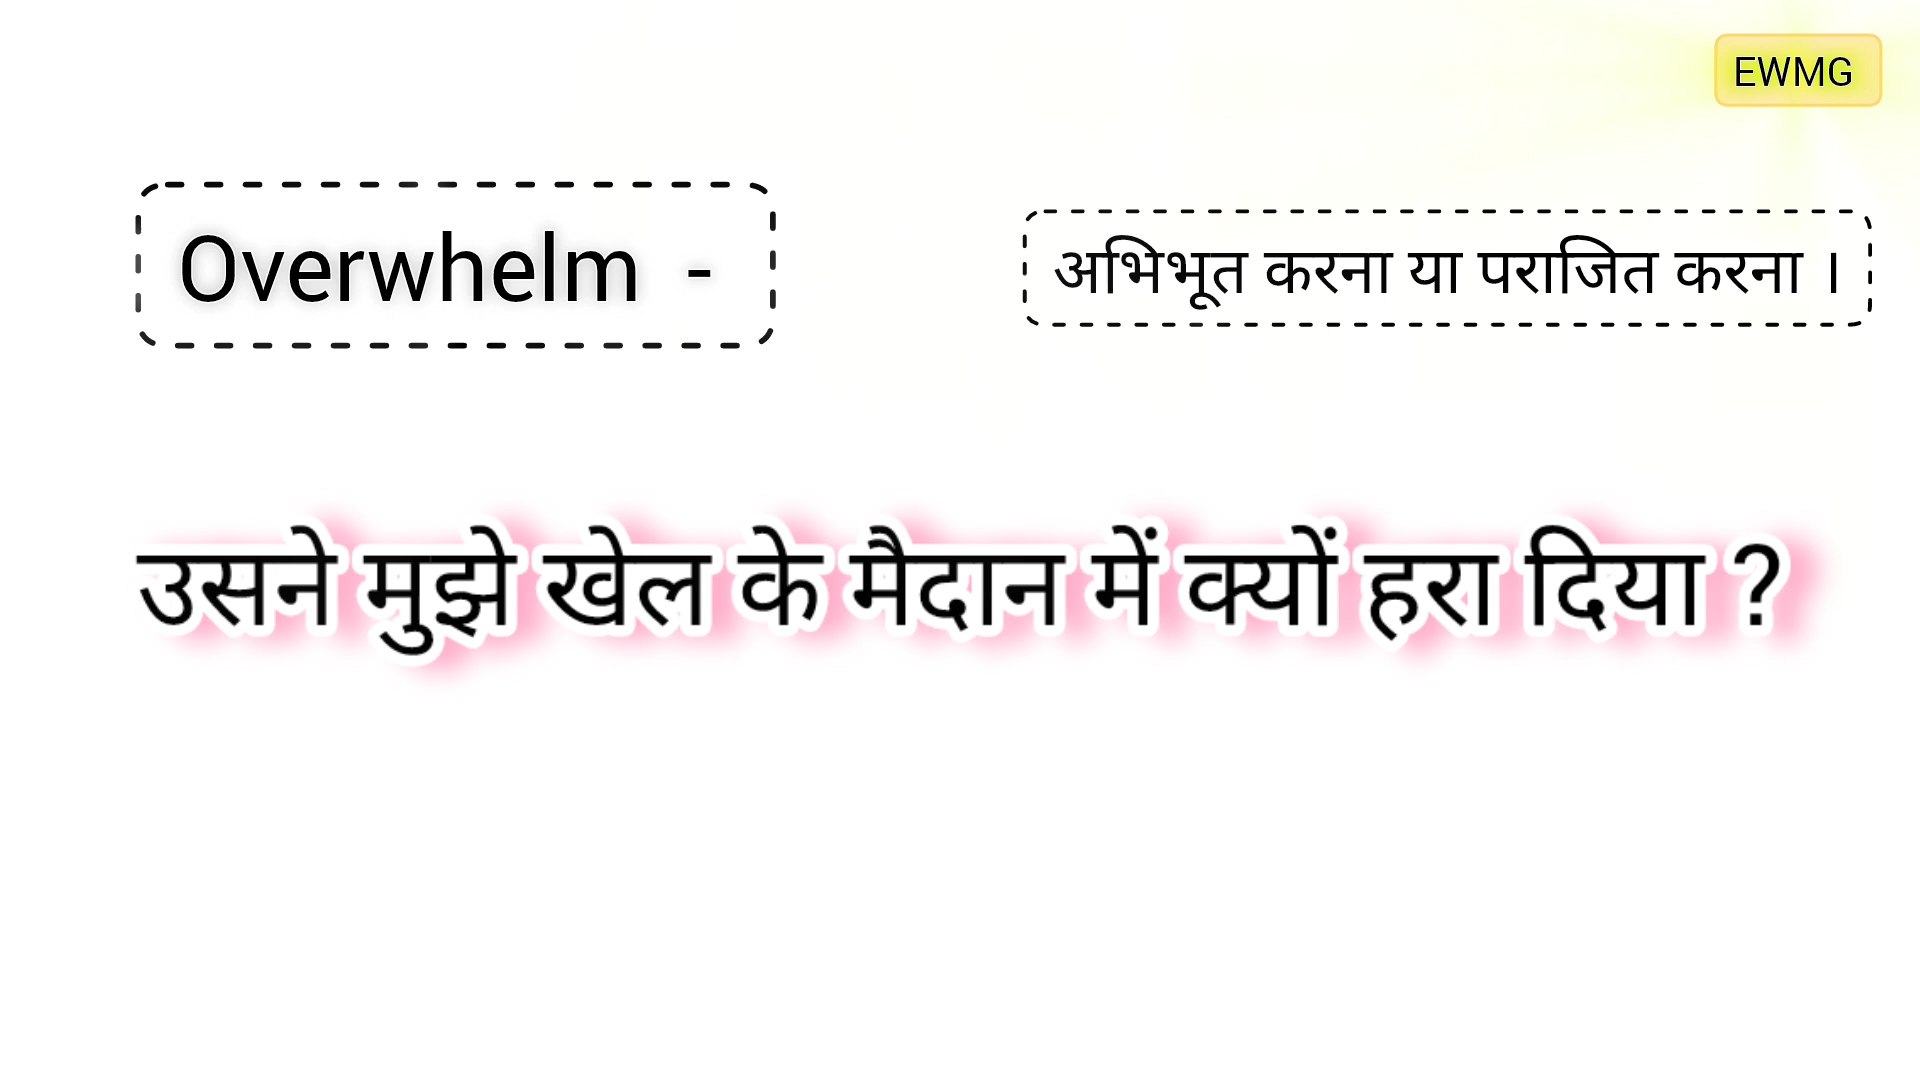 EWMG
Overwhelm - अभिभूत करना या पराजित करना ।
उसने मुझे खेल के मैदान में क्यों हरा दिया ?